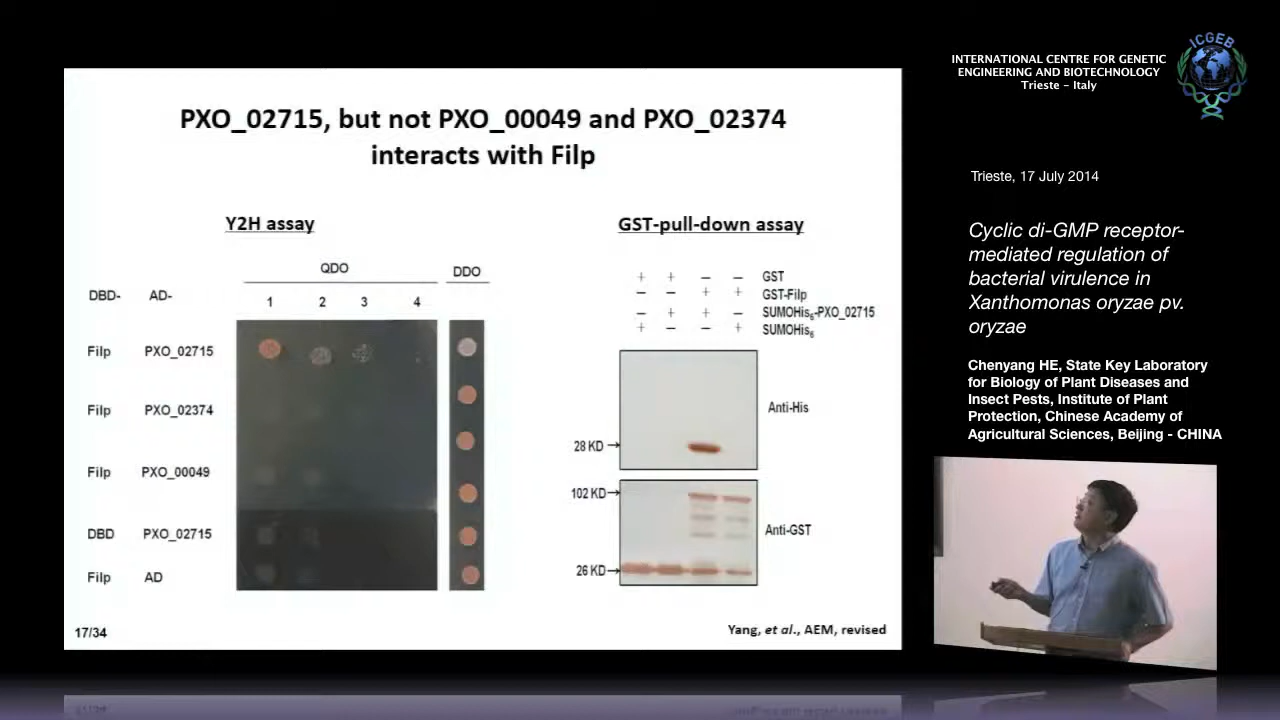 PXO_02715, but not PXO_00049 and PXO_02374
interacts with Filp
Y2H assay
QDO
DDO
DBD- AD-
1 2 3 4
Filp PXO_02715
Filp PXO_02374
Filp PXO_00049
DBD PXO_02715
Filp AD
GST-pull-down assay
+ + − − GST
− − + + GST-Filp
− + + − SUMOHis6-PXO_02715
+ − − + SUMOHis6
Anti-His
28 KD→
102 KD→
Anti-GST
26 KD→
17/34
Yang, et al., AEM, revised
ICGEB
INTERNATIONAL CENTRE FOR GENETIC
ENGINEERING AND BIOTECHNOLOGY
Trieste – Italy
Trieste, 17 July 2014
Cyclic di-GMP receptor-
mediated regulation of
bacterial virulence in
Xanthomonas oryzae pv.
oryzae
Chenyang HE, State Key Laboratory
for Biology of Plant Diseases and
Insect Pests, Institute of Plant
Protection, Chinese Academy of
Agricultural Sciences, Beijing - CHINA